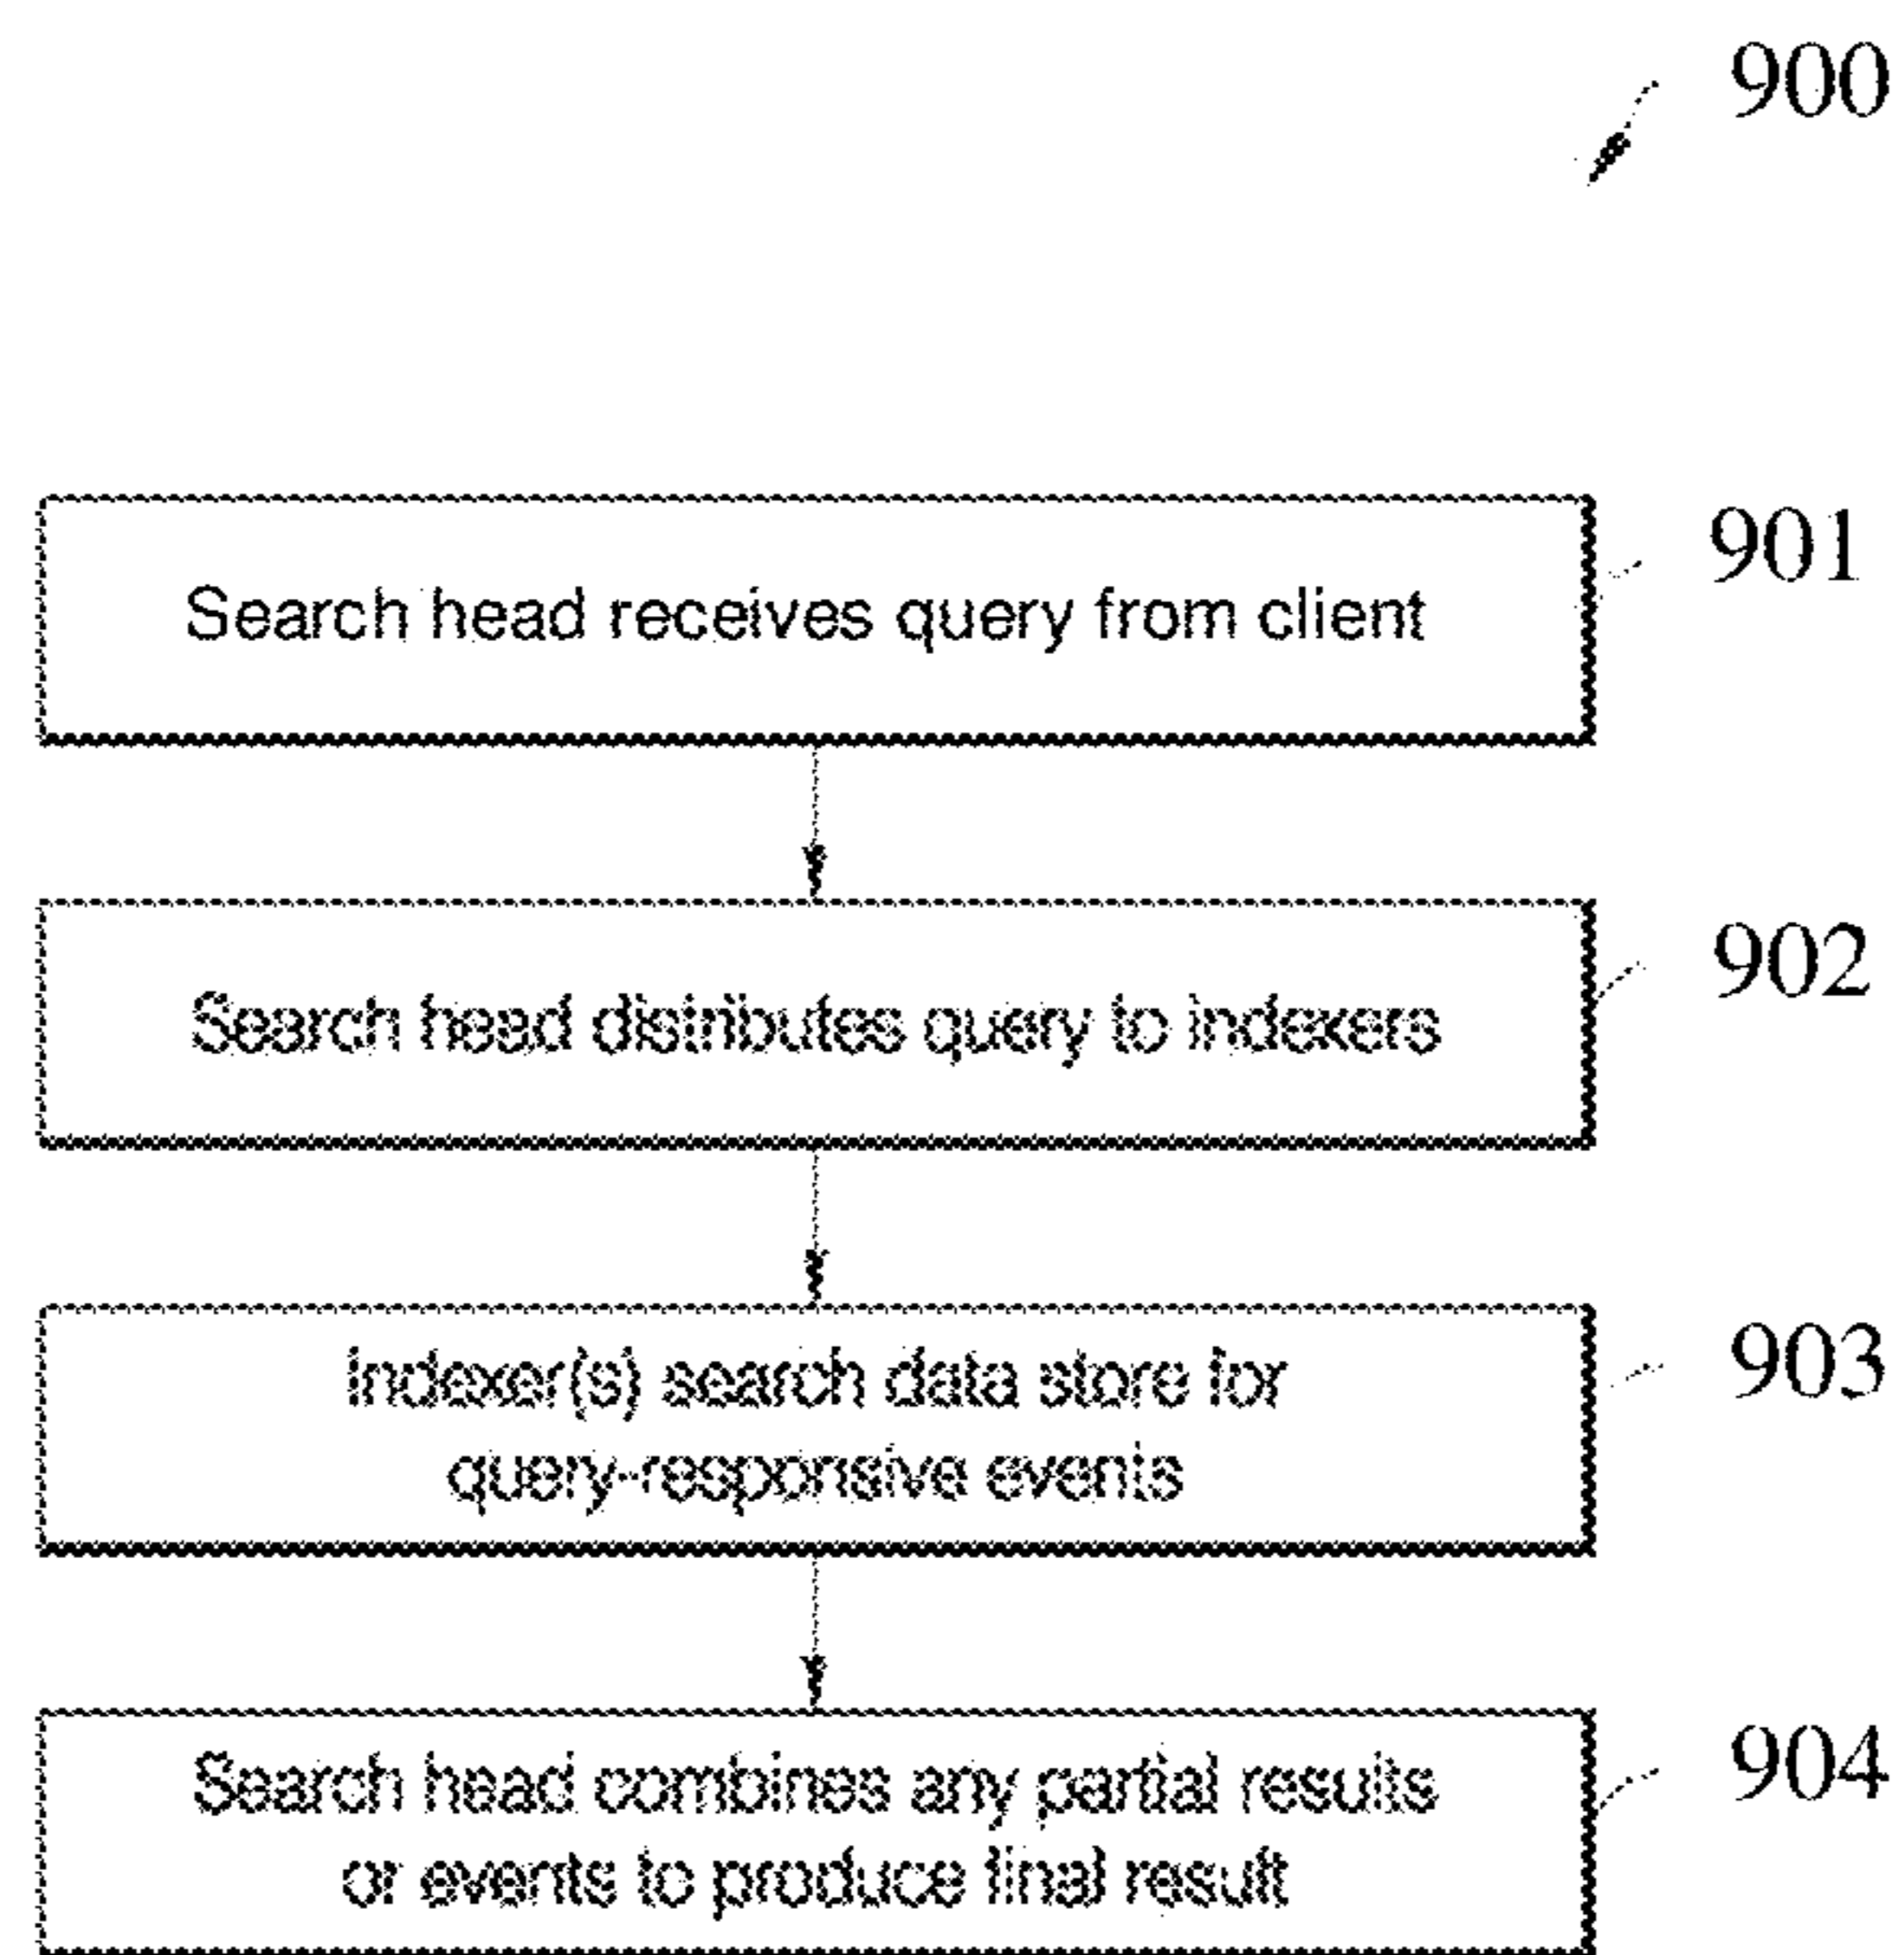 900
Search head receives query from client
901
Search head distributes query to indexers
902
Indexer(s) search data store for
query-responsive events
903
Search head combines any partial results
or events to produce final result
904